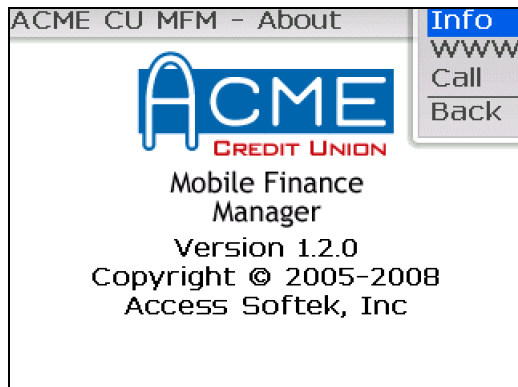 ACME CU MFM - About
Info
WWW
Call
Back
ACME
CREDIT UNION
Mobile Finance
Manager
Version 1.2.0
Copyright © 2005-2008
Access Softek, Inc